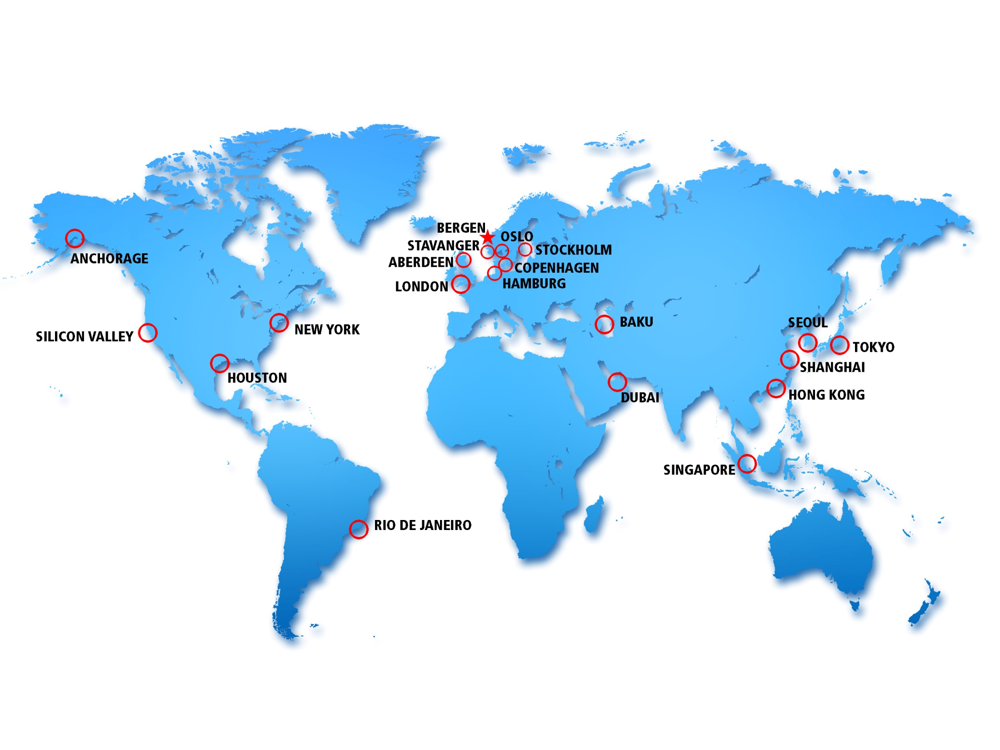 BERGEN
OSLO
STAVANGER
STOCKHOLM
ABERDEEN
COPENHAGEN
ANCHORAGE
HAMBURG
LONDON
BAKU
SEOUL
NEW YORK
SILICON VALLEY
TOKYO
SHANGHAI
HOUSTON
HONG KONG
DUBAI
SINGAPORE
RIO DE JANEIRO